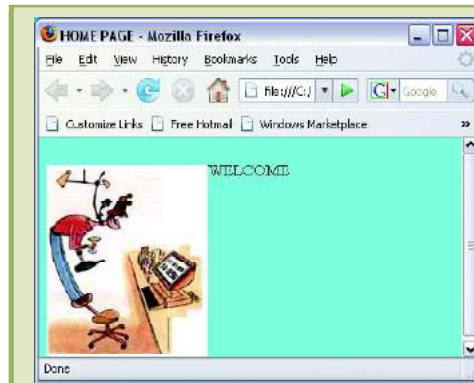 HOME PAGE - Mozilla Firefox
File Edit View History Bookmarks Tools Help
file:///C:/ G Google
Customize Links Free Hotmail Windows Marketplace »
WELCOME
Done